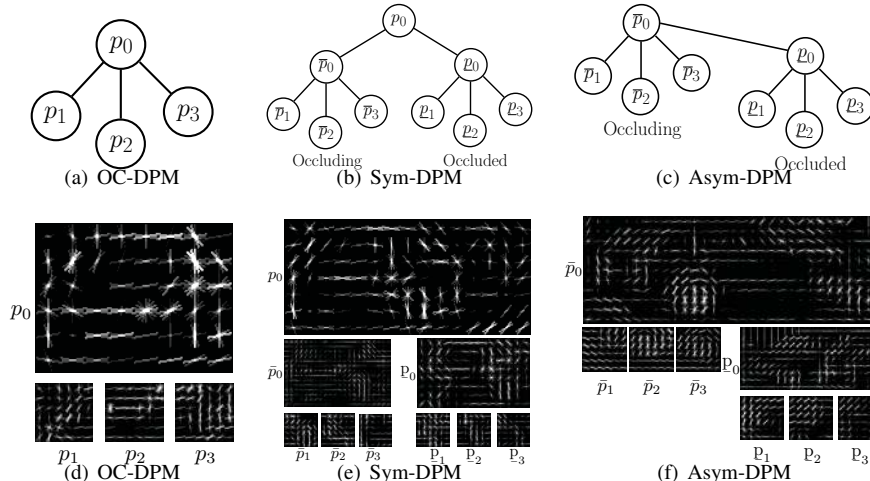 p₀
p₁ p₂ p₃
(a) OC-DPM
p₀
p̄₀ p̲₀
p̄₁ p̄₂ p̄₃ p̲₁ p̲₂ p̲₃
Occluding Occluded
(b) Sym-DPM
p̄₀
p̲₀
p̄₁ p̄₂ p̄₃
p̲₁ p̲₂ p̲₃
Occluding
Occluded
(c) Asym-DPM
p₀
p₁ p₂ p₃
(d) OC-DPM
p₀
p̄₀ p̲₀
p̄₁ p̄₂ p̄₃ p̲₁ p̲₂ p̲₃
(e) Sym-DPM
p̄₀
p̄₁ p̄₂ p̄₃ p̲₀
p̲₁ p̲₂ p̲₃
(f) Asym-DPM